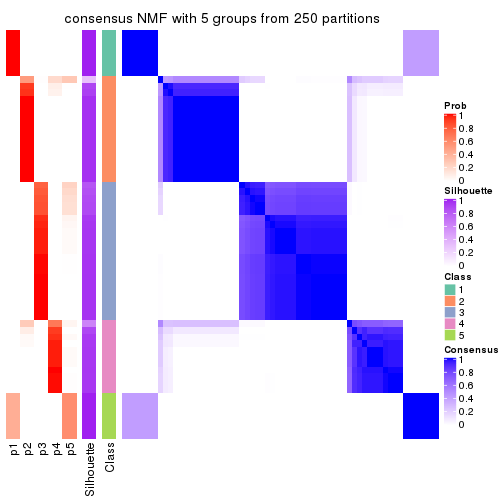 consensus NMF with 5 groups from 250 partitions
Prob
1
0.8
0.6
0.4
0.2
0
Silhouette
1
0.8
0.6
0.4
0.2
0
Class
1
2
3
4
5
Consensus
1
0.8
0.6
0.4
0.2
0
p1
p2
p3
p4
p5
Silhouette
Class